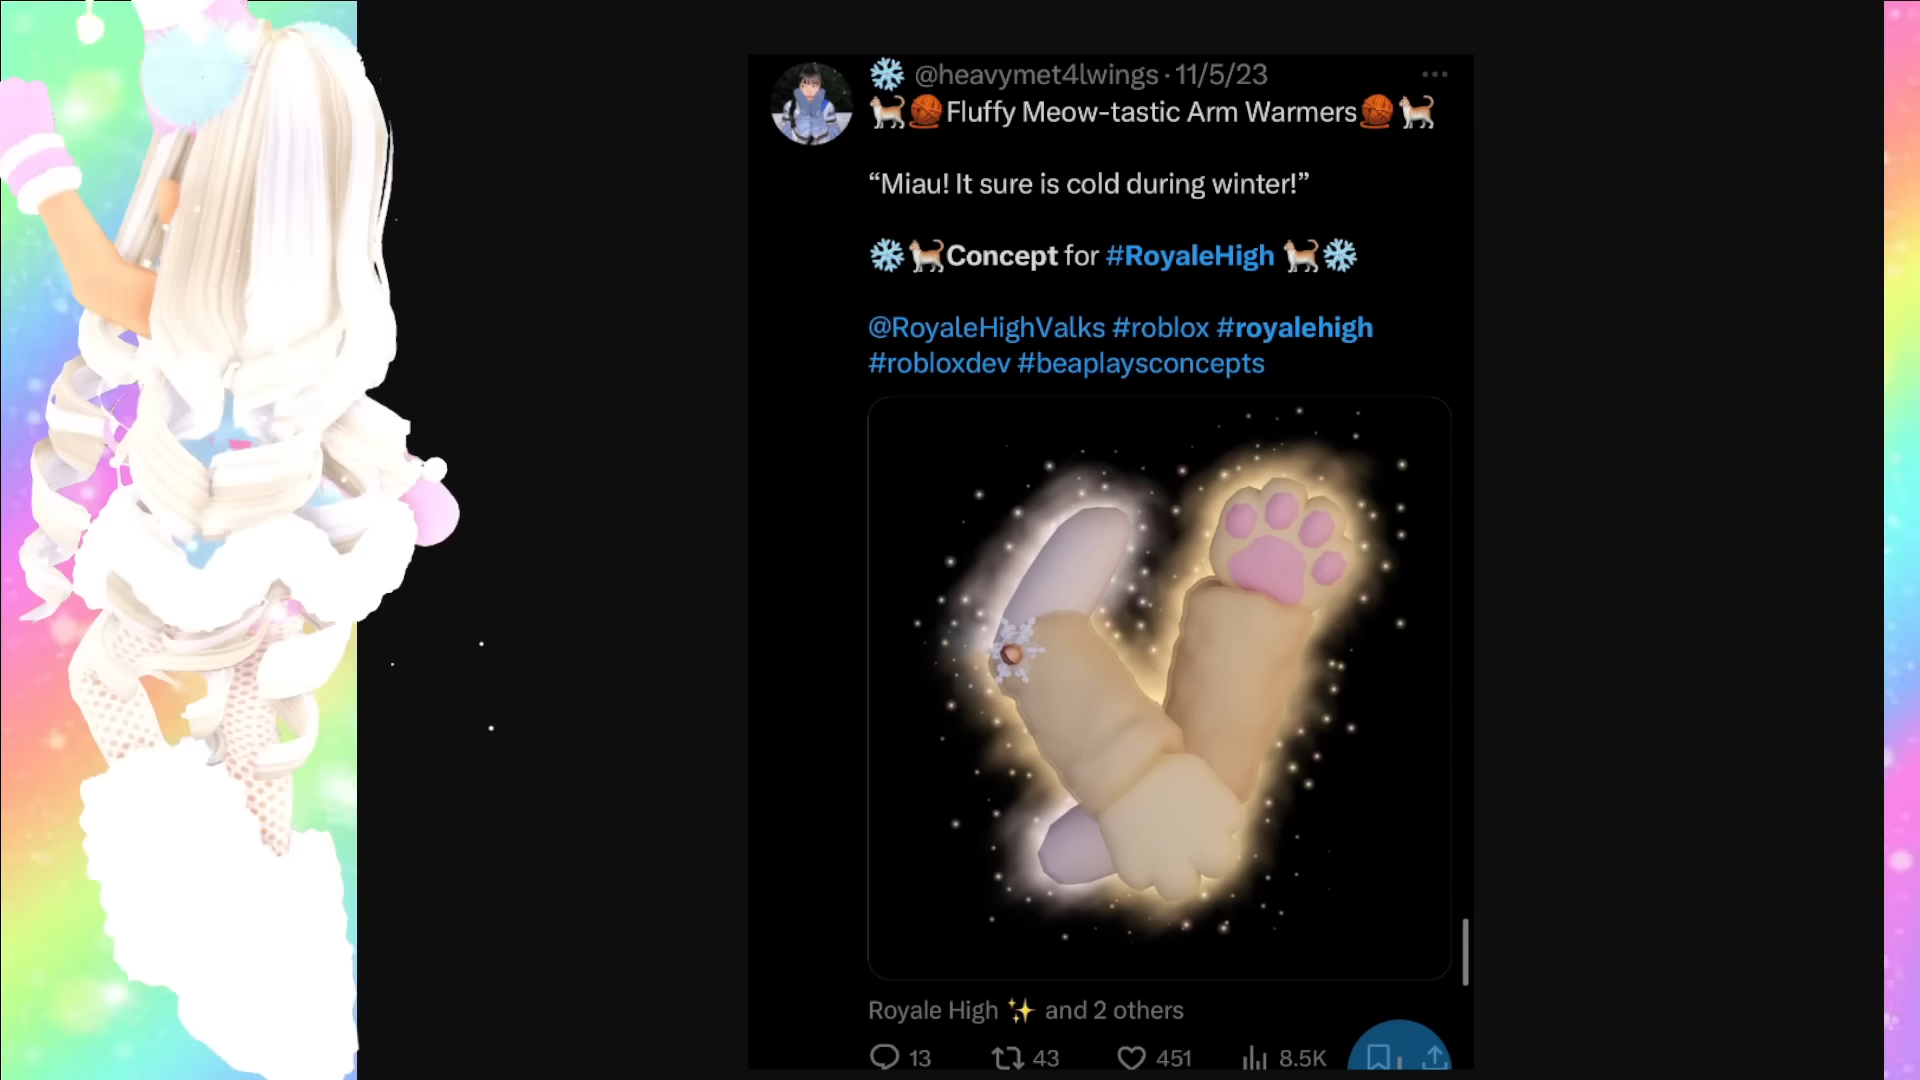 ❄️ @heavymet4lwings · 11/5/23
🐈🧶Fluffy Meow-tastic Arm Warmers🧶🐈
“Miau! It sure is cold during winter!”
❄️🐈Concept for #RoyaleHigh 🐈❄️
@RoyaleHighValks #roblox #royalehigh
#robloxdev #beaplaysconcepts
Royale High ✨ and 2 others
13 43 451 8.5K